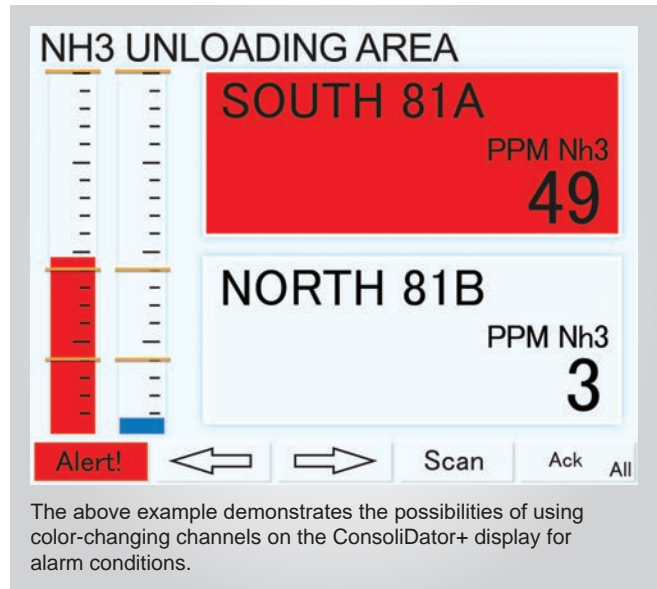 NH3 UNLOADING AREA
SOUTH 81A
PPM Nh3
49
NORTH 81B
PPM Nh3
3
Alert!
Scan
Ack All
The above example demonstrates the possibilities of using
color-changing channels on the ConsoliDator+ display for
alarm conditions.